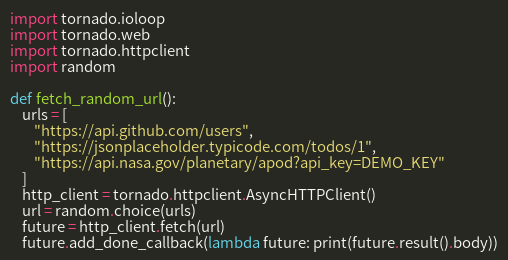 import tornado.ioloop
import tornado.web
import tornado.httpclient
import random

def fetch_random_url():
    urls = [
        "https://api.github.com/users",
        "https://jsonplaceholder.typicode.com/todos/1",
        "https://api.nasa.gov/planetary/apod?api_key=DEMO_KEY"
    ]
    http_client = tornado.httpclient.AsyncHTTPClient()
    url = random.choice(urls)
    future = http_client.fetch(url)
    future.add_done_callback(lambda future: print(future.result().body))